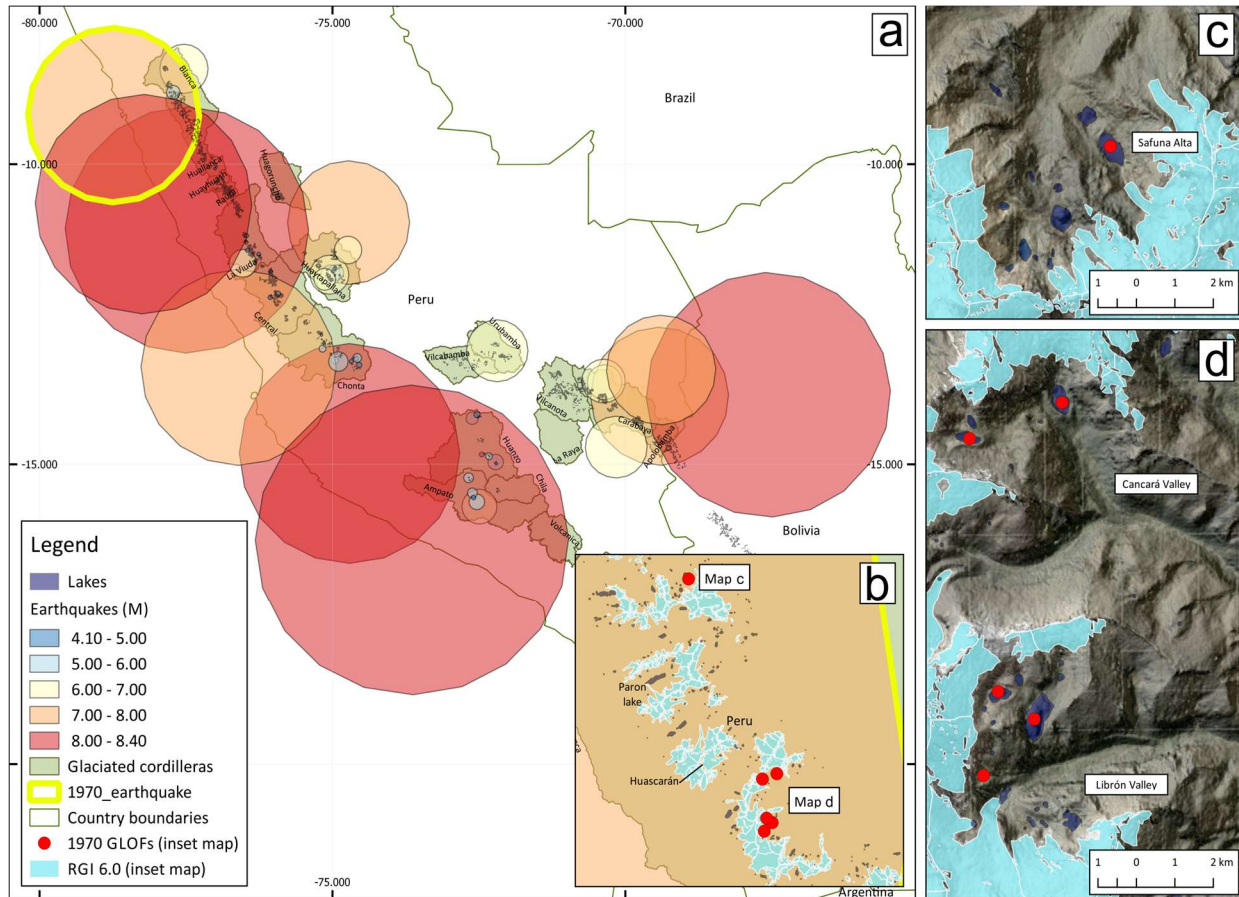 -80.000
-75.000
-70.000
a
Blanca
Brazil
-10.000
-10.000
Huallanca
Huayhuash
Raura
Huagoruncho
La Viuda
Huaytapallana
Peru
Central
Urubamba
Vilcabamba
Chonta
Vilcanota
Carabaya
La Raya
Apolobamba
-15.000
-15.000
Huanzo
Chila
Ampato
Volcanica
Bolivia
Legend
Lakes
Earthquakes (M)
4.10 - 5.00
5.00 - 6.00
6.00 - 7.00
7.00 - 8.00
8.00 - 8.40
Glaciated cordilleras
1970_earthquake
Country boundaries
1970 GLOFs (inset map)
RGI 6.0 (inset map)
-75.000
b
Map c
Paron
lake
Peru
Huascarán
Map d
Argentina
c
Safuna Alta
1 0 1 2 km
d
Cancará Valley
Librón Valley
1 0 1 2 km